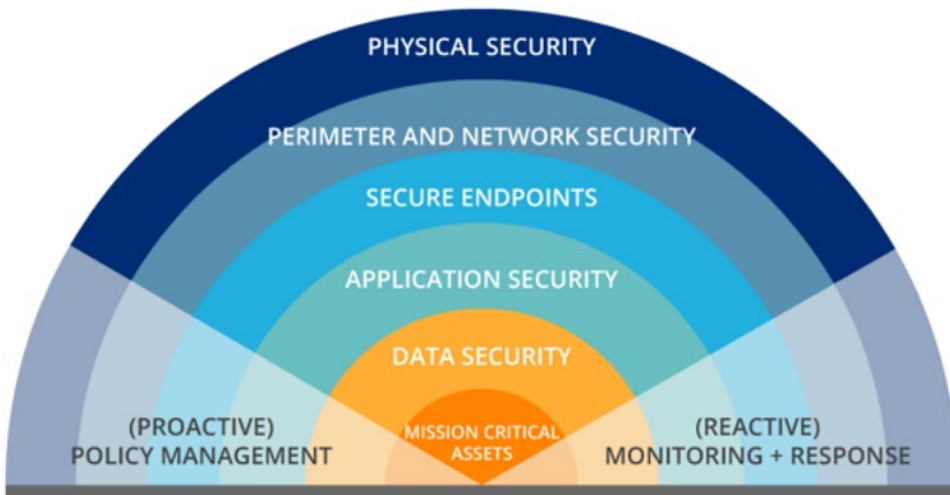 PHYSICAL SECURITY
PERIMETER AND NETWORK SECURITY
SECURE ENDPOINTS
APPLICATION SECURITY
DATA SECURITY
MISSION CRITICAL
ASSETS
(PROACTIVE)
POLICY MANAGEMENT
(REACTIVE)
MONITORING + RESPONSE